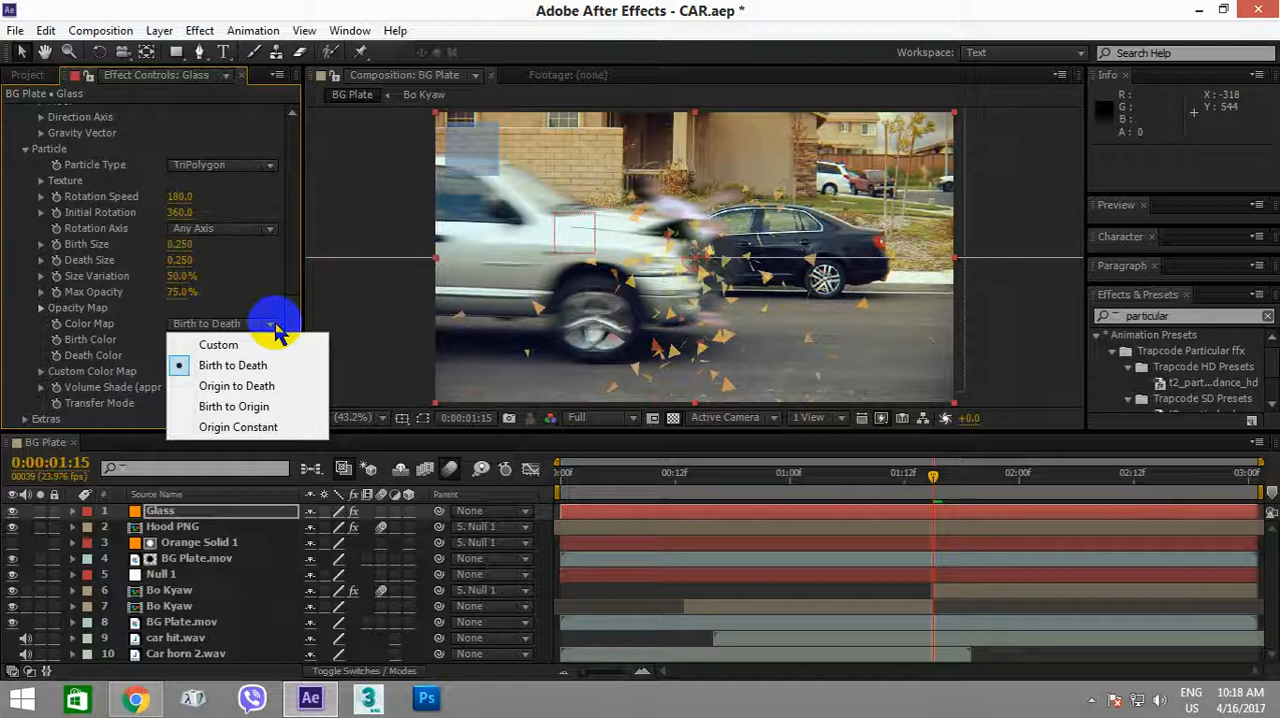 Ae
Adobe After Effects - CAR.aep *
File Edit Composition Layer Effect Animation View Window Help
Workspace: Text Search Help
Project Effect Controls: Glass Composition: BG Plate Footage: (none) Info
BG Plate • Glass
BG Plate Bo Kyaw
R: X: -318
G: Y: 544
B:
A: 0
Direction Axis
Gravity Vector
Particle
Particle Type TriPolygon
Texture
Rotation Speed 180.0
Initial Rotation 360.0
Rotation Axis Any Axis
Birth Size 0.250
Death Size 0.250
Size Variation 50.0%
Max Opacity 75.0%
Opacity Map
Color Map Birth to Death
Birth Color
Death Color
Custom Color Map
Volume Shade (appr
Transfer Mode
Extras
Custom
Birth to Death
Origin to Death
Birth to Origin
Origin Constant
Preview
Character
Paragraph
Effects & Presets
particular
* Animation Presets
Trapcode Particular ffx
Trapcode HD Presets
t2_part...dance_hd
Trapcode SD Presets
(43.2%) 0:00:01:15 Full Active Camera 1 View +0.0
BG Plate
0:00:01:15
00039 (23.976 fps)
:00f 00:12f 01:00f 01:12f 02:00f 02:12f 03:00f
# Source Name Parent
1 Glass None
2 Hood PNG 5. Null 1
3 Orange Solid 1 None
4 BG Plate.mov None
5 Null 1 None
6 Bo Kyaw 5. Null 1
7 Bo Kyaw None
8 BG Plate.mov None
9 car hit.wav None
10 Car horn 2.wav None
Toggle Switches / Modes
Ae 3 Ps
ENG 10:18 AM
US 4/16/2017